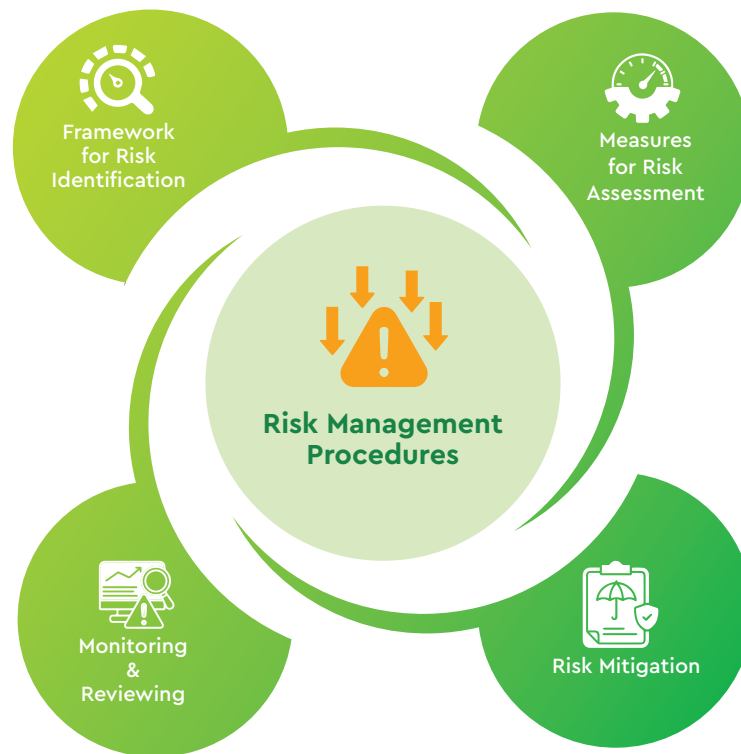 Framework
for Risk
Identification
Measures
for Risk
Assessment
Risk Management
Procedures
Monitoring
&
Reviewing
Risk Mitigation